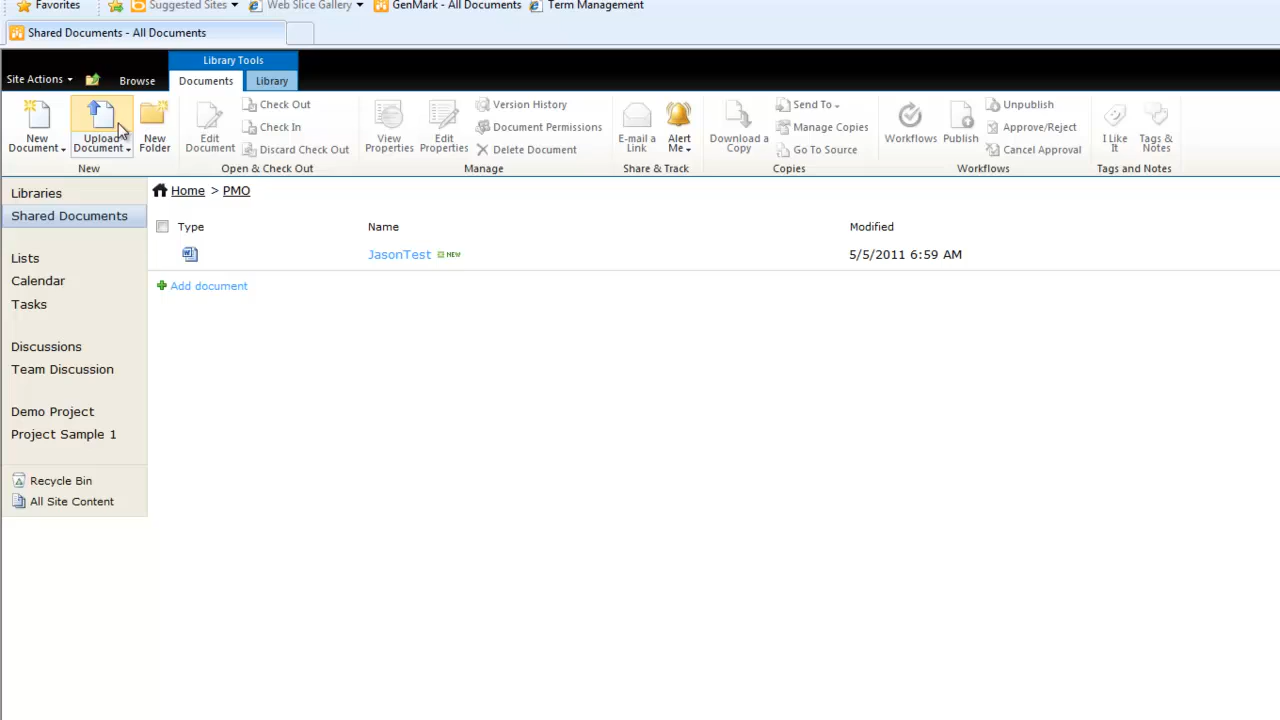 Favorites Suggested Sites Web Slice Gallery GenMark - All Documents Term Management
Shared Documents - All Documents
Library Tools
Site Actions Browse Documents Library
New Document
Upload Document
New Folder
New
Edit Document
Check Out
Check In
Discard Check Out
Open & Check Out
View Properties
Edit Properties
Version History
Document Permissions
Delete Document
Manage
E-mail a Link
Alert Me
Share & Track
Download a Copy
Send To
Manage Copies
Go To Source
Copies
Workflows
Publish
Unpublish
Approve/Reject
Cancel Approval
Workflows
I Like It
Tags & Notes
Tags and Notes
Libraries
Shared Documents
Lists
Calendar
Tasks
Discussions
Team Discussion
Demo Project
Project Sample 1
Recycle Bin
All Site Content
Home > PMO
Type Name Modified
JasonTest NEW 5/5/2011 6:59 AM
Add document